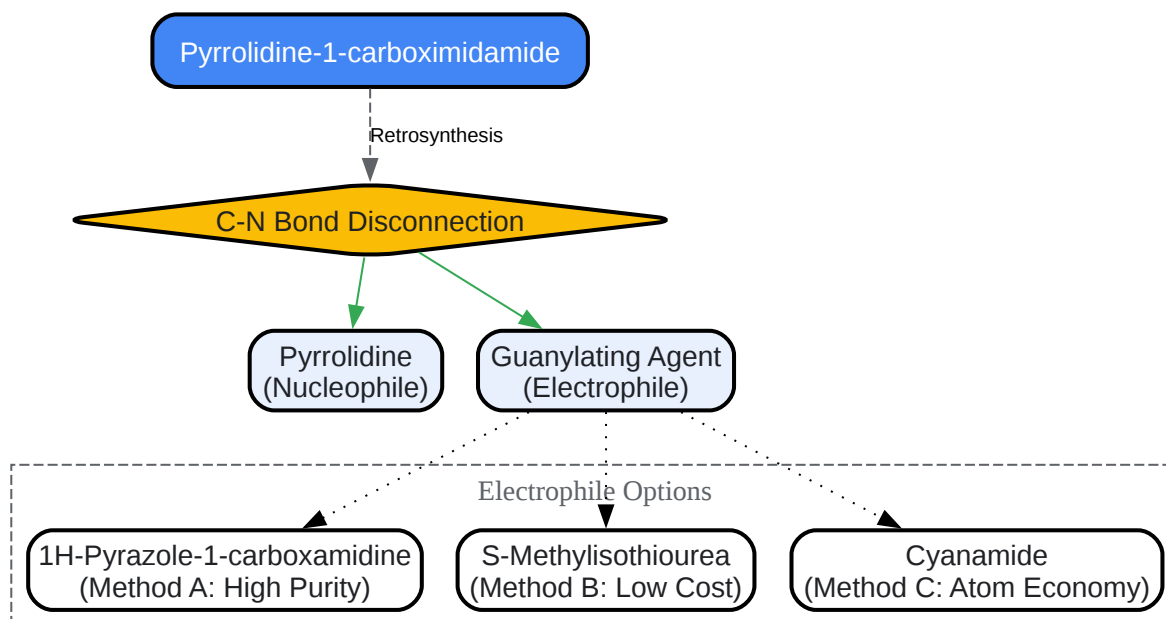 Pyrrolidine-1-carboximidamide
Retrosynthesis
C-N Bond Disconnection
Pyrrolidine
(Nucleophile)
Guanylating Agent
(Electrophile)
Electrophile Options
1H-Pyrazole-1-carboxamidine
(Method A: High Purity)
S-Methylisothiourea
(Method B: Low Cost)
Cyanamide
(Method C: Atom Economy)